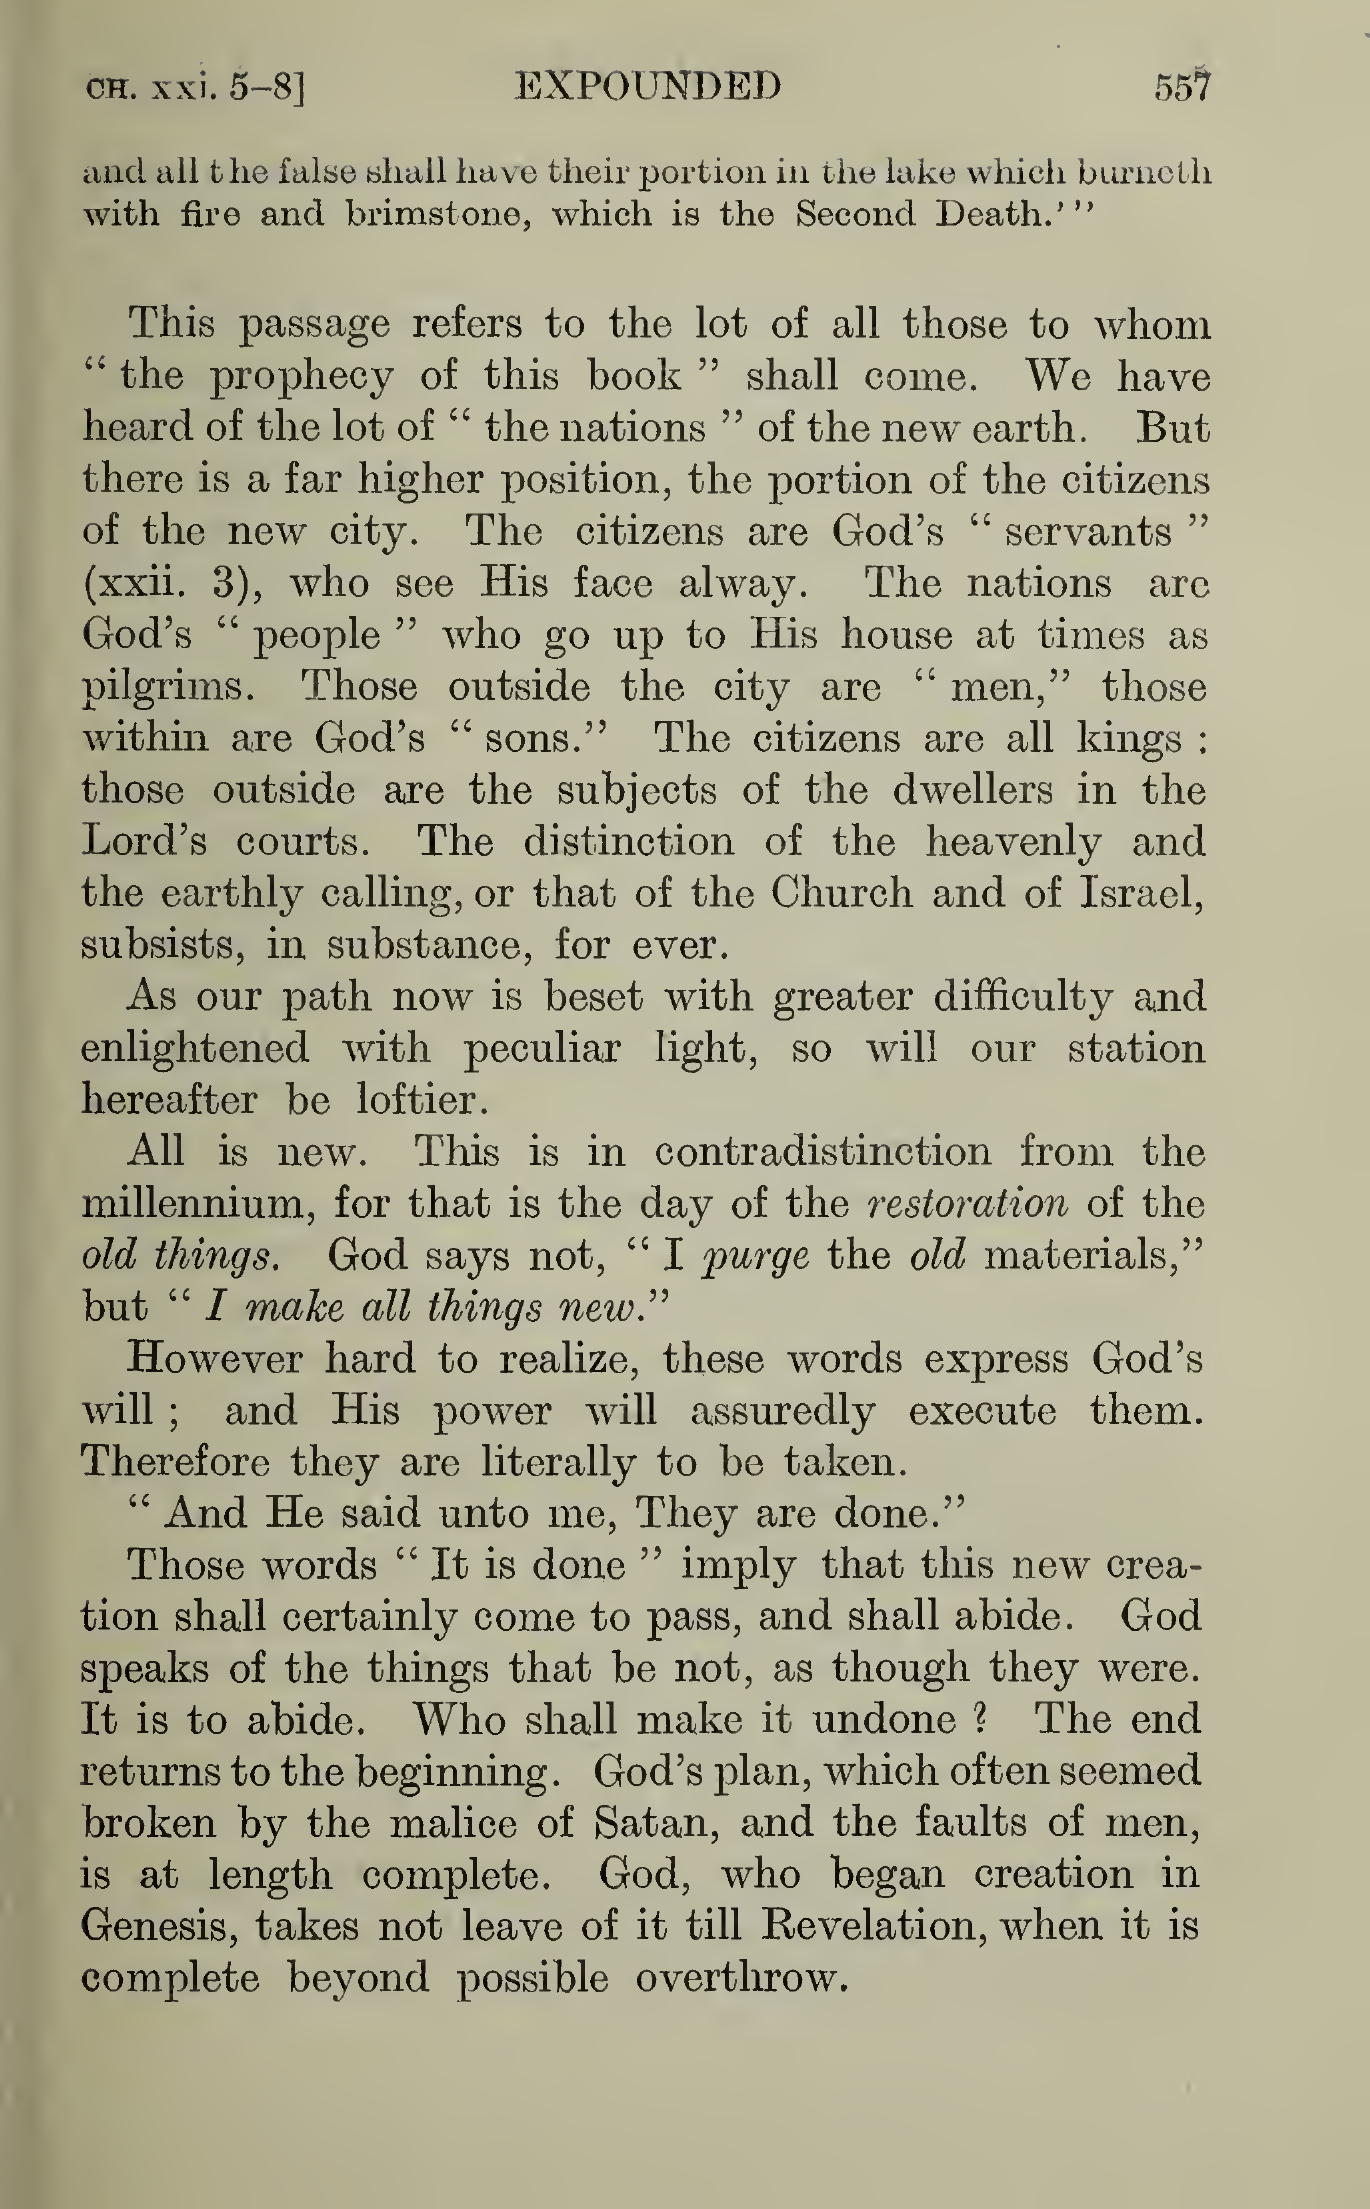 CH. xxi. 5–8] EXPOUNDED 557
and all the false shall have their portion in the lake which burneth
with fire and brimstone, which is the Second Death.’”
This passage refers to the lot of all those to whom
“ the prophecy of this book ” shall come. We have
heard of the lot of “ the nations ” of the new earth. But
there is a far higher position, the portion of the citizens
of the new city. The citizens are God’s “ servants ”
(xxii. 3), who see His face alway. The nations are
God’s “ people ” who go up to His house at times as
pilgrims. Those outside the city are “ men,” those
within are God’s “ sons.” The citizens are all kings :
those outside are the subjects of the dwellers in the
Lord’s courts. The distinction of the heavenly and
the earthly calling, or that of the Church and of Israel,
subsists, in substance, for ever.
As our path now is beset with greater difficulty and
enlightened with peculiar light, so will our station
hereafter be loftier.
All is new. This is in contradistinction from the
millennium, for that is the day of the restoration of the
old things. God says not, “ I purge the old materials,”
but “ I make all things new.”
However hard to realize, these words express God’s
will ; and His power will assuredly execute them.
Therefore they are literally to be taken.
“ And He said unto me, They are done.”
Those words “ It is done ” imply that this new crea-
tion shall certainly come to pass, and shall abide. God
speaks of the things that be not, as though they were.
It is to abide. Who shall make it undone ? The end
returns to the beginning. God’s plan, which often seemed
broken by the malice of Satan, and the faults of men,
is at length complete. God, who began creation in
Genesis, takes not leave of it till Revelation, when it is
complete beyond possible overthrow.